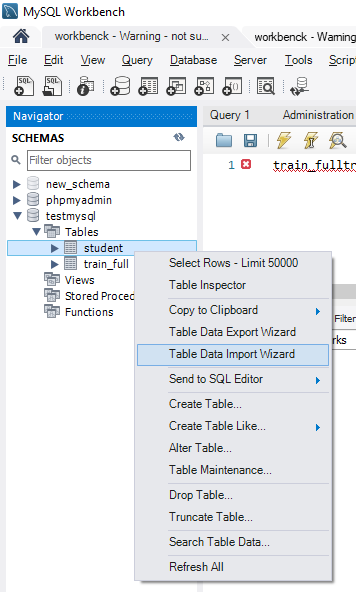 MySQL Workbench
workbenck - Warning - not su...
workbenck - Warning
File Edit View Query Database Server Tools Script
Navigator
Query 1 Administration
SCHEMAS
Filter objects
1 train_fulltr
new_schema
phpmyadmin
testmysql
Tables
student
train_full
Views
Stored Proced
Functions
Select Rows - Limit 50000
Table Inspector
Copy to Clipboard
Filter
Table Data Export Wizard
rks
Table Data Import Wizard
Send to SQL Editor
Create Table...
Create Table Like...
Alter Table...
Table Maintenance...
Drop Table...
Truncate Table...
Search Table Data...
Refresh All